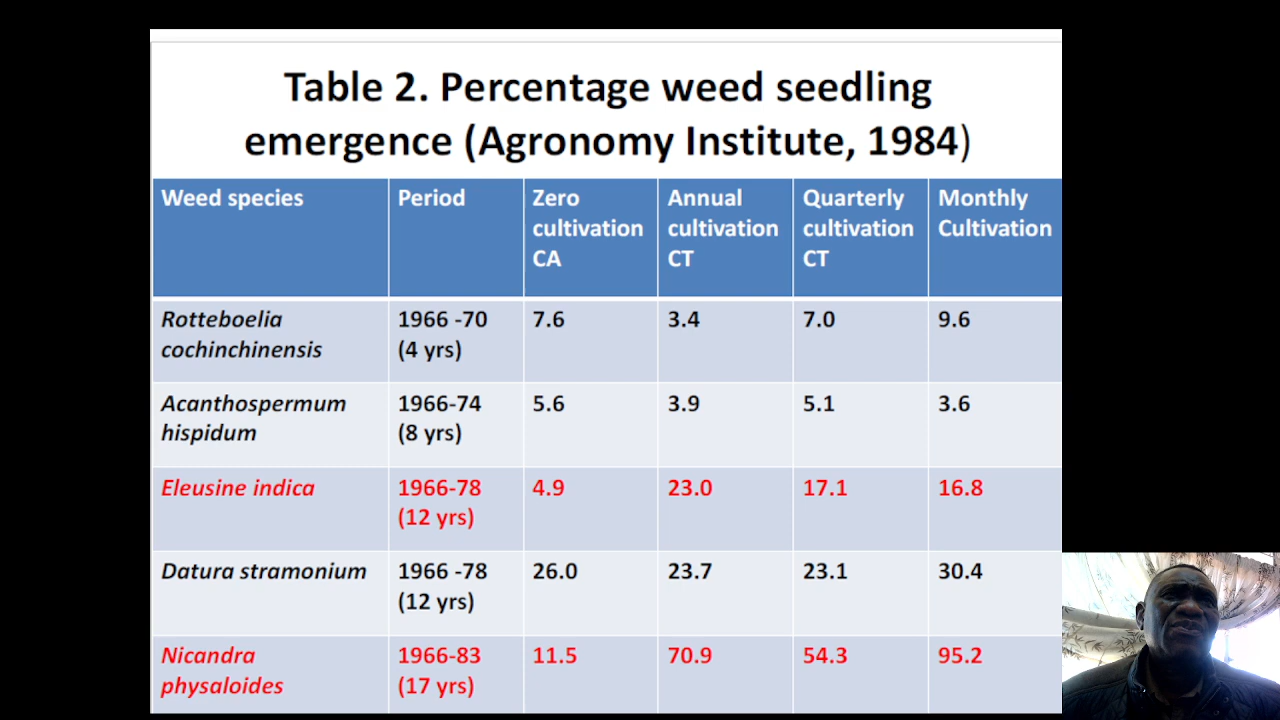 Table 2. Percentage weed seedling
emergence (Agronomy Institute, 1984)
Weed species Period Zero cultivation CA Annual cultivation CT Quarterly cultivation CT Monthly Cultivation
Rotteboelia cochinchinensis 1966 -70 (4 yrs) 7.6 3.4 7.0 9.6
Acanthospermum hispidum 1966-74 (8 yrs) 5.6 3.9 5.1 3.6
Eleusine indica 1966-78 (12 yrs) 4.9 23.0 17.1 16.8
Datura stramonium 1966 -78 (12 yrs) 26.0 23.7 23.1 30.4
Nicandra physaloides 1966-83 (17 yrs) 11.5 70.9 54.3 95.2